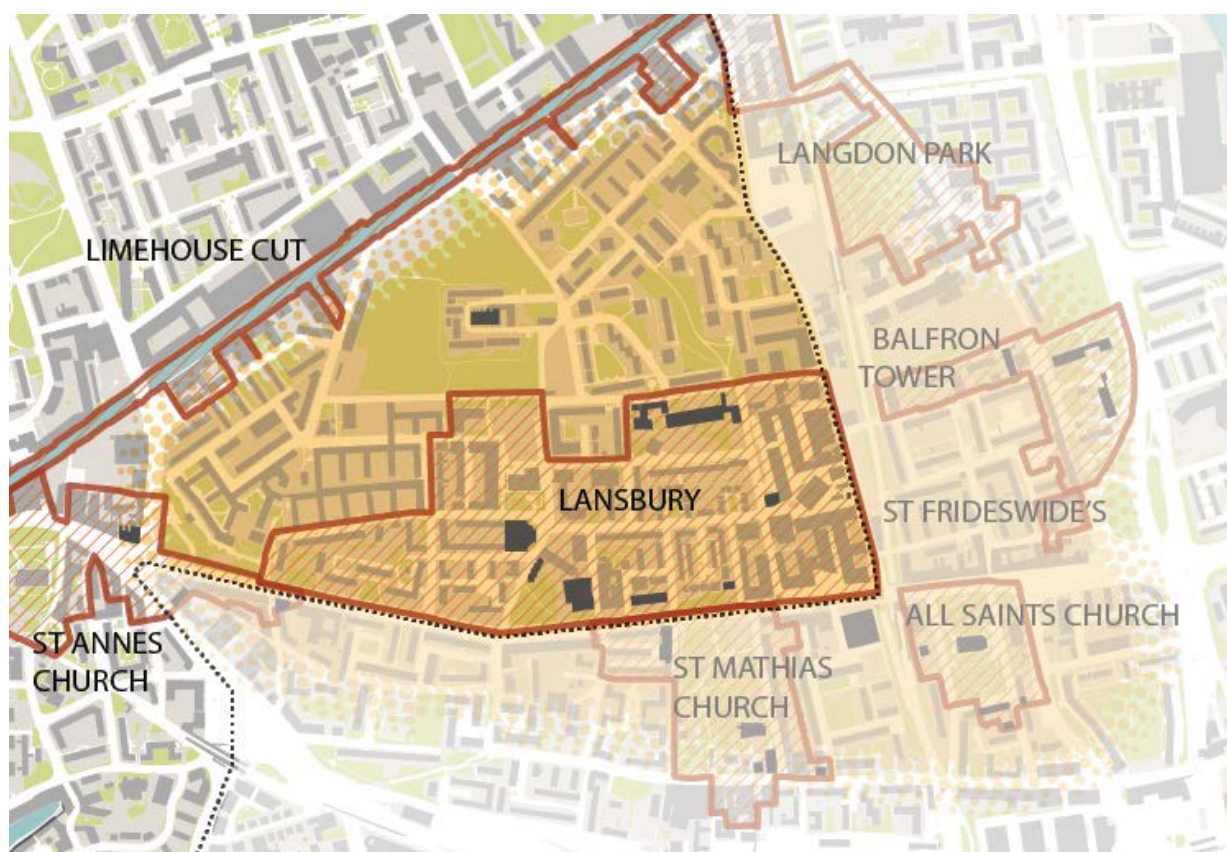 LANGDON PARK
LIMEHOUSE CUT
BALFRON
TOWER
LANSBURY
ST FRIDESWIDE'S
ALL SAINTS CHURCH
ST ANNES
CHURCH
ST MATHIAS
CHURCH